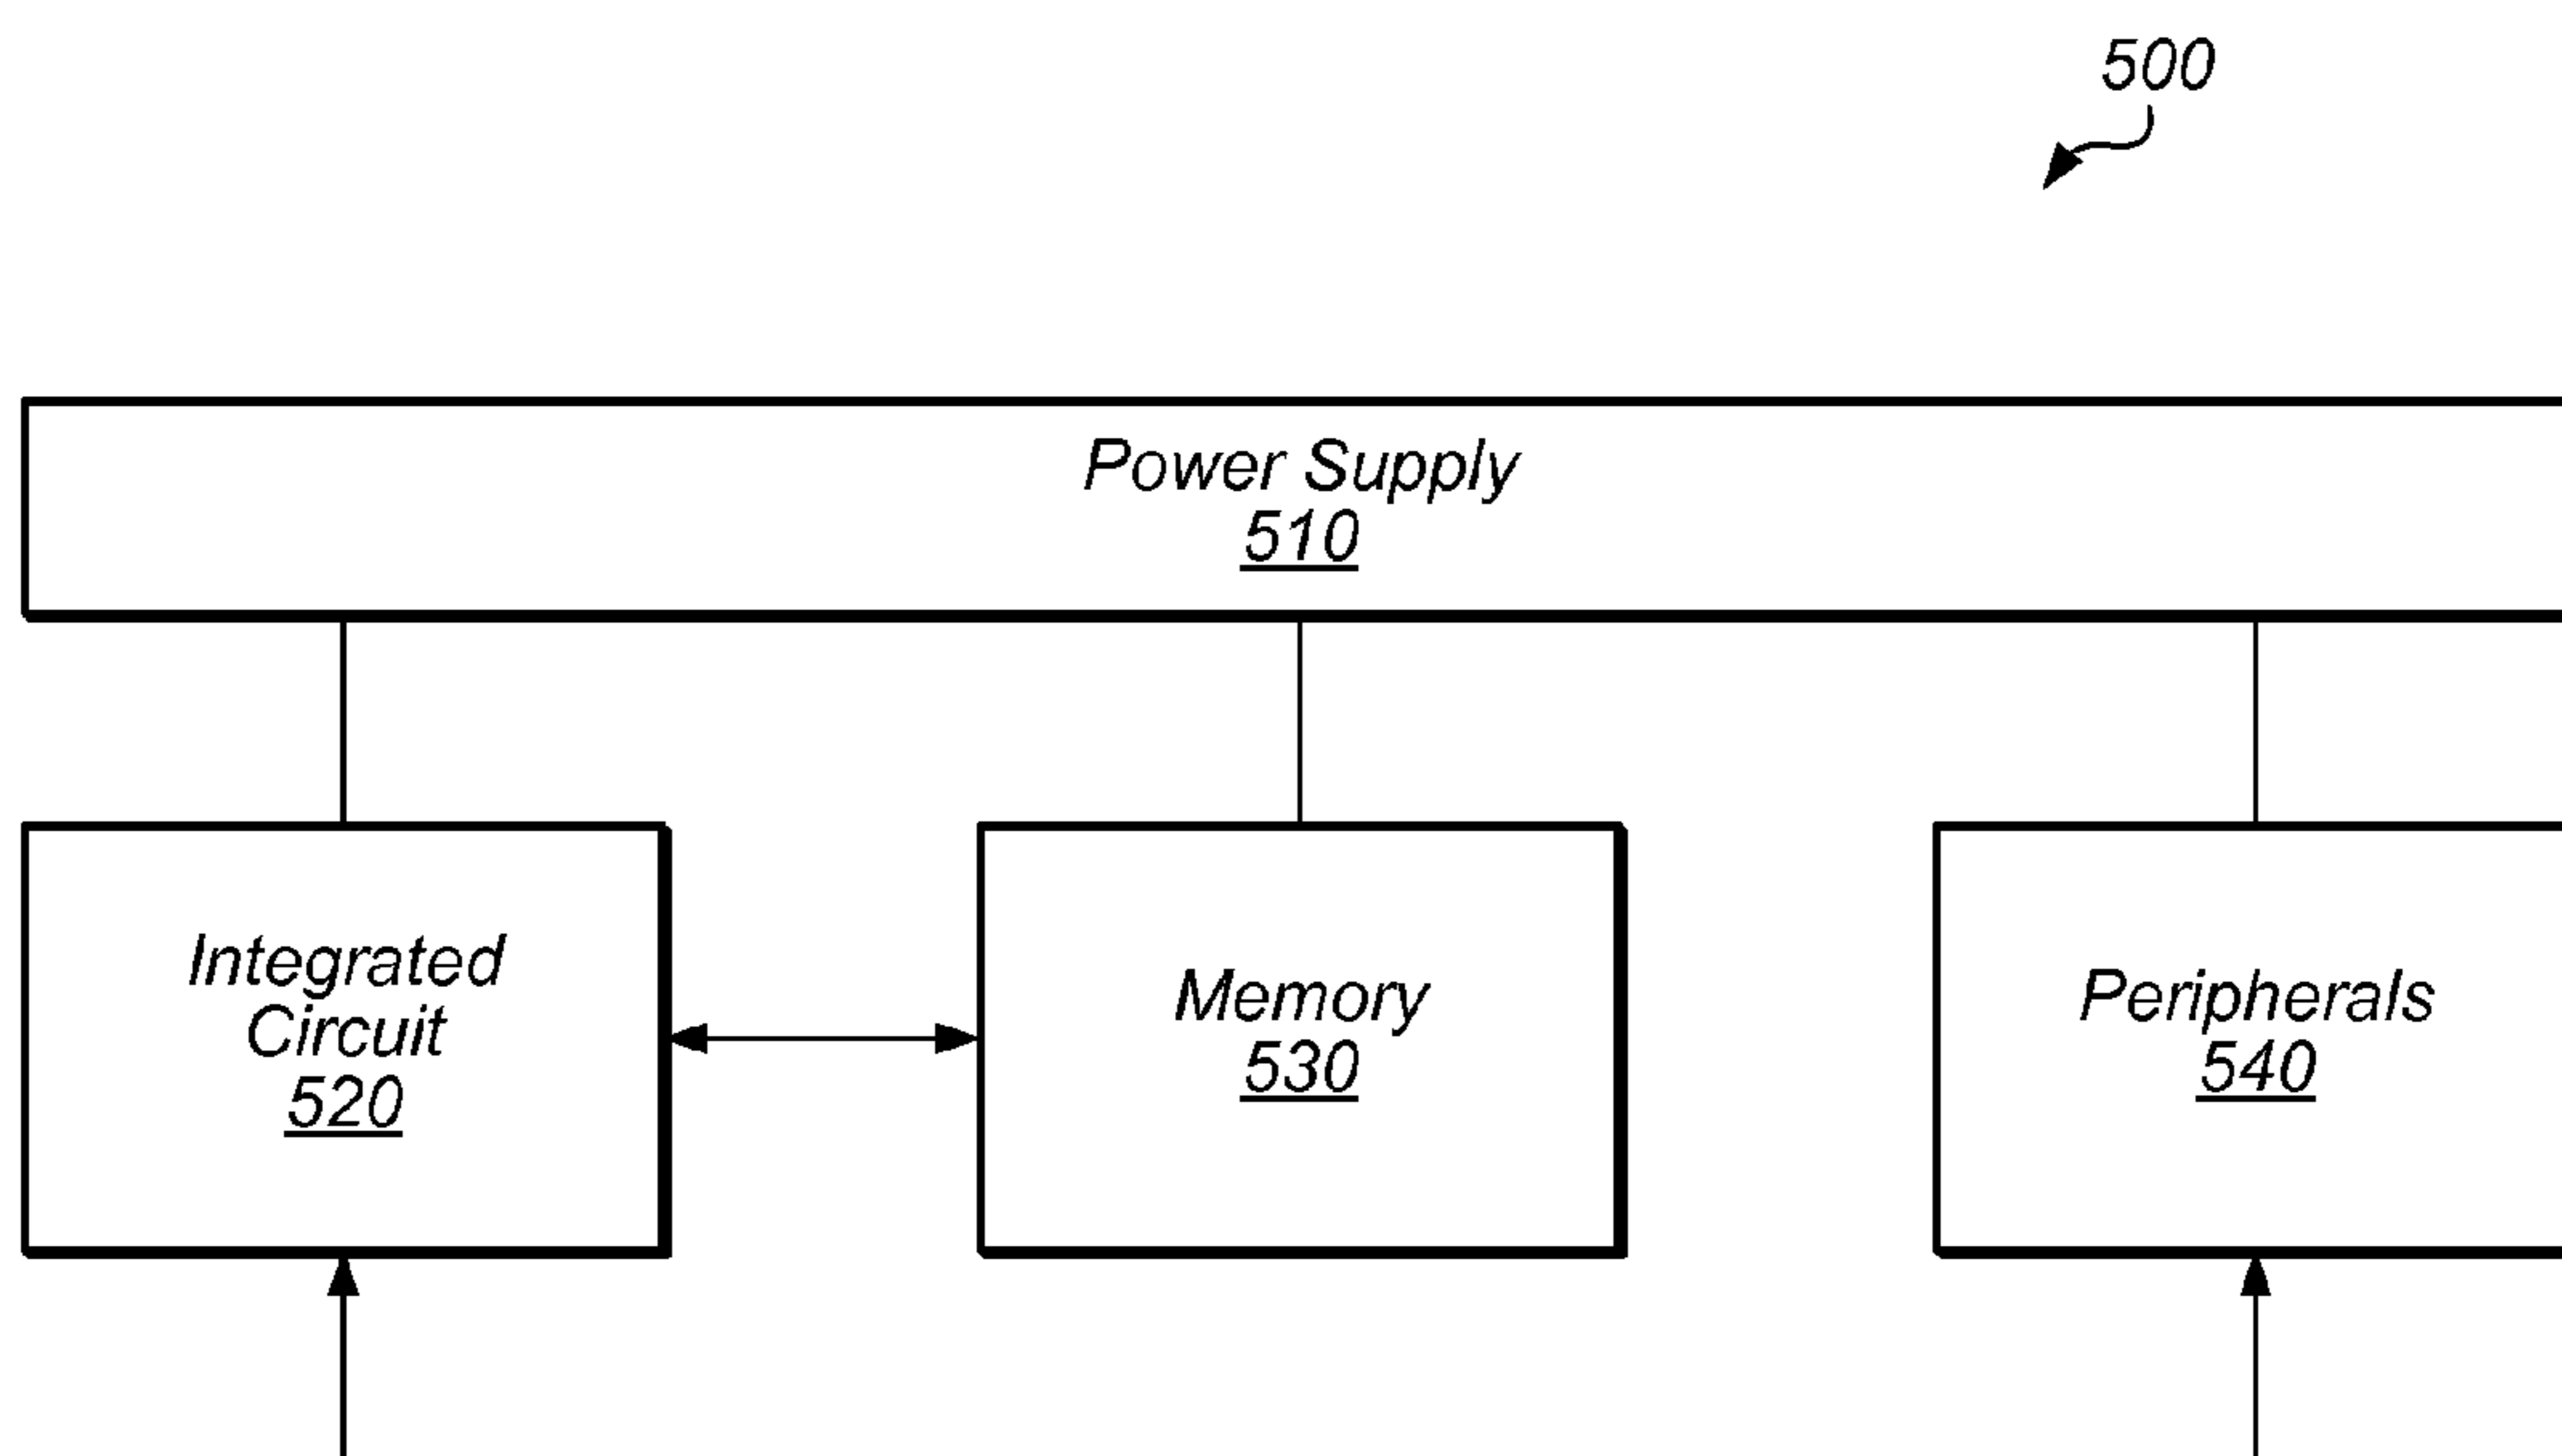 500
Power Supply
510
Integrated
Circuit
520
Memory
530
Peripherals
540